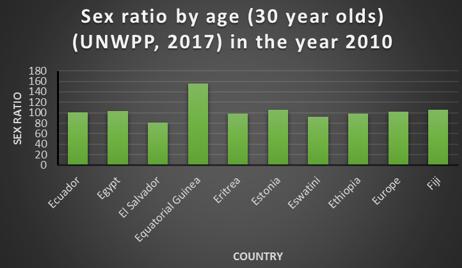 Sex ratio by age (30 year olds)
(UNWPP, 2017) in the year 2010
SEX RATIO
180
160
140
120
100
80
60
40
20
0
Ecuador
Egypt
El Salvador
Equatorial Guinea
Eritrea
Estonia
Eswatini
Ethiopia
Europe
Fiji
COUNTRY